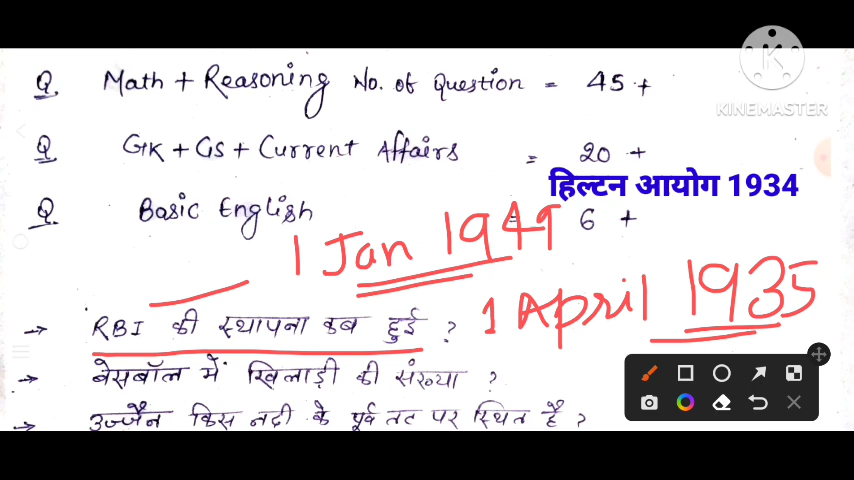 KINEMASTER
Q. Math + Reasoning No. of Question = 45 +
Q GK + GS + Current Affairs = 20 +
हिल्टन आयोग 1934
Q. Basic English = 6 +
1 Jan 1949
1 April 1935
→ RBI की स्थापना कब हुई ?
→ बेसबॉल में खिलाड़ी की संख्या ?
→ उज्जैन किस नदी के पूर्व तट पर स्थित है ?